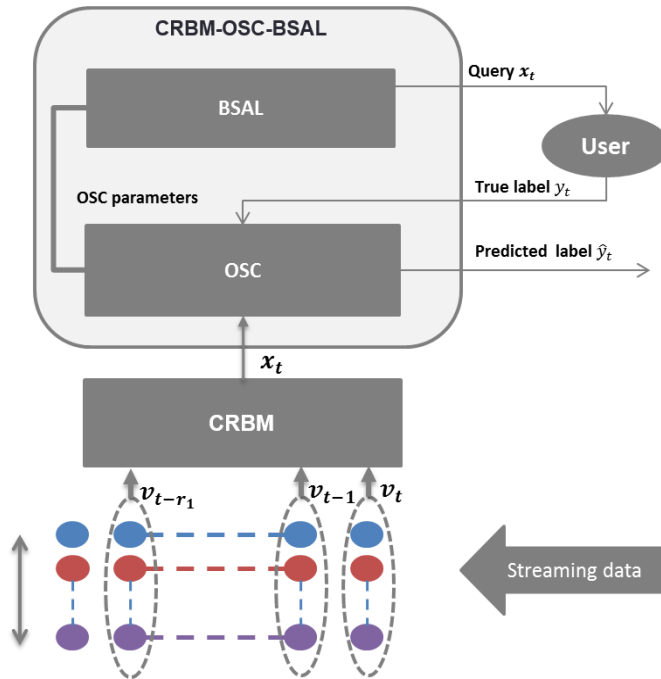 CRBM-OSC-BSAL
Query x_t
BSAL
User
True label y_t
OSC parameters
Predicted label ŷ_t
OSC
x_t
CRBM
v_{t-r_1}
v_{t-1}
v_t
Streaming data